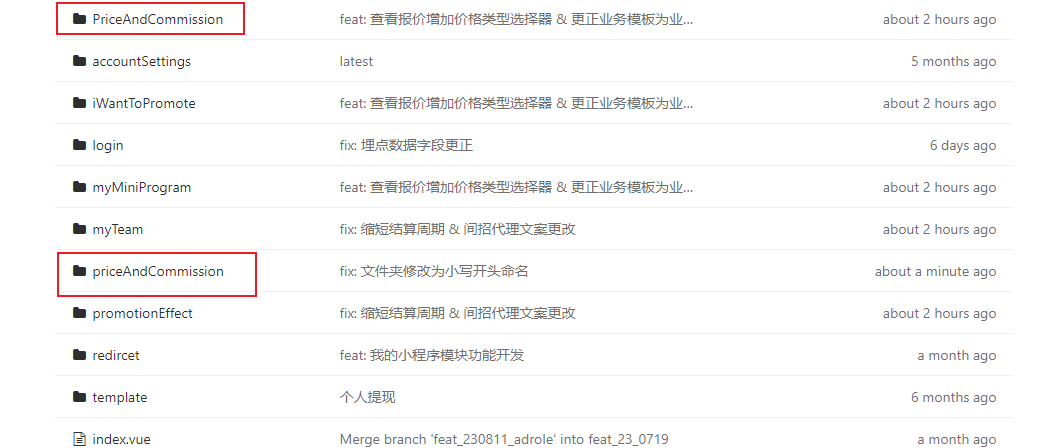 PriceAndCommission feat: 查看报价增加价格类型选择器 & 更正业务模板为业... about 2 hours ago
accountSettings latest 5 months ago
iWantToPromote feat: 查看报价增加价格类型选择器 & 更正业务模板为业... about 2 hours ago
login fix: 埋点数据字段更正 6 days ago
myMiniProgram feat: 查看报价增加价格类型选择器 & 更正业务模板为业... about 2 hours ago
myTeam fix: 缩短结算周期 & 间招代理文案更改 about 2 hours ago
priceAndCommission fix: 文件夹修改为小写开头命名 about a minute ago
promotionEffect fix: 缩短结算周期 & 间招代理文案更改 about 2 hours ago
redircet feat: 我的小程序模块功能开发 a month ago
template 个人提现 6 months ago
index.vue Merge branch 'feat_230811_adrole' into feat_23_0719 a month ago